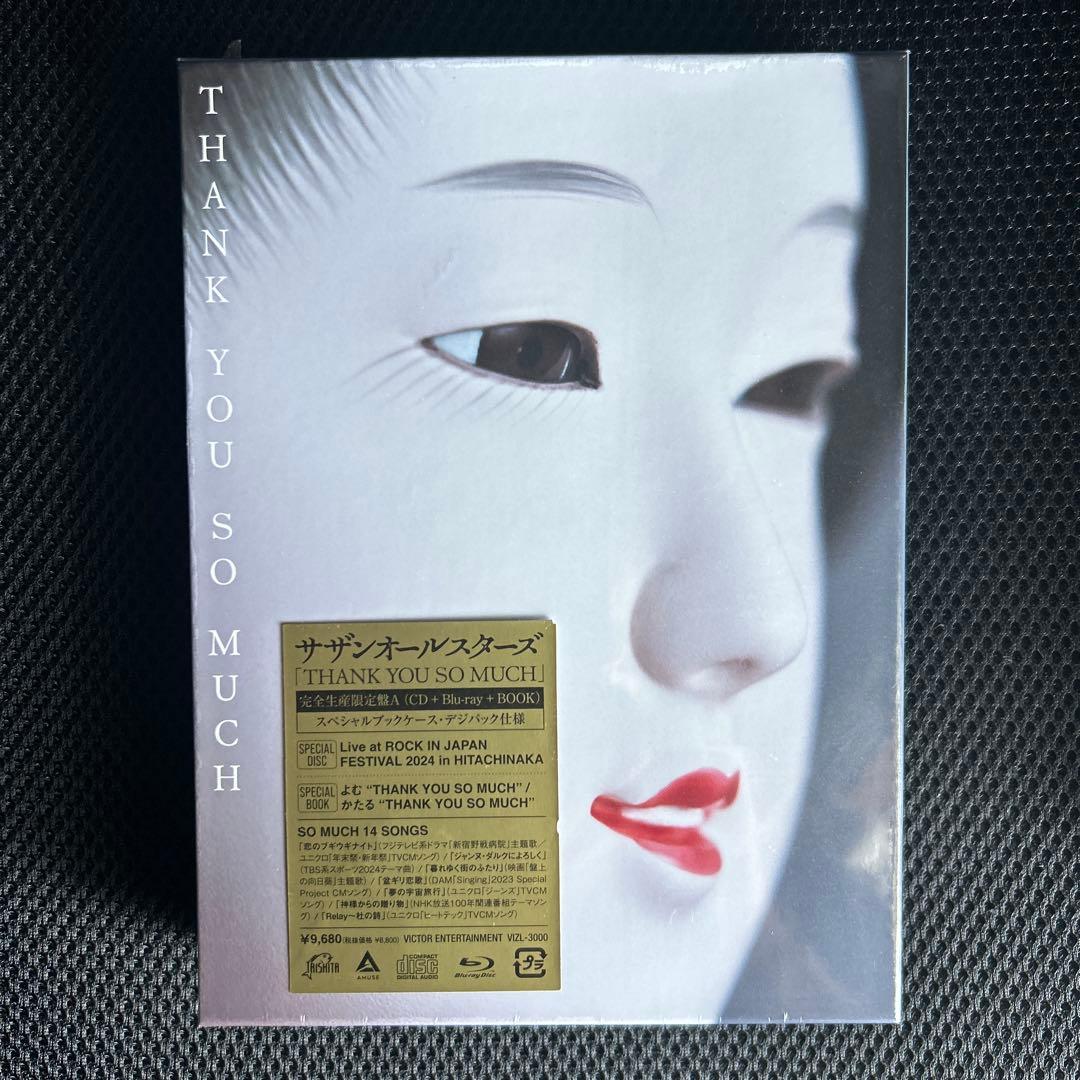 THANK YOU SO MUCH
サザンオールスターズ
「THANK YOU SO MUCH」
完全生産限定盤A（CD + Blu-ray + BOOK）
スペシャルブックケース・デジパック仕様
SPECIAL DISC
Live at ROCK IN JAPAN
FESTIVAL 2024 in HITACHINAKA
SPECIAL BOOK
よむ “THANK YOU SO MUCH” /
かたる “THANK YOU SO MUCH”
SO MUCH 14 SONGS
「恋のブギウギナイト」（フジテレビ系ドラマ「新宿野戦病院」主題歌／
ユニクロ「年末祭・新年祭」TVCMソング）/「ジャンヌ・ダルクによろしく」
（TBS系スポーツ2024テーマ曲）/「暮れゆく街のふたり」（映画「盤上
の向日葵」主題歌）/「盆ギリ恋歌」（DAM「Singing」2023 Special
Project CMソング）/「夢の宇宙旅行」（ユニクロ「ジーンズ」TVCM
ソング）/「神様からの贈り物」（NHK放送100年関連番組テーマソン
グ）/「Relay〜杜の詩」（ユニクロ「ヒートテック」TVCMソング）
¥9,680（税抜価格 ¥8,800） VICTOR ENTERTAINMENT VIZL-3000
TAISHITA
AMUSE
COMPACT disc DIGITAL AUDIO
Blu-ray Disc
プラ